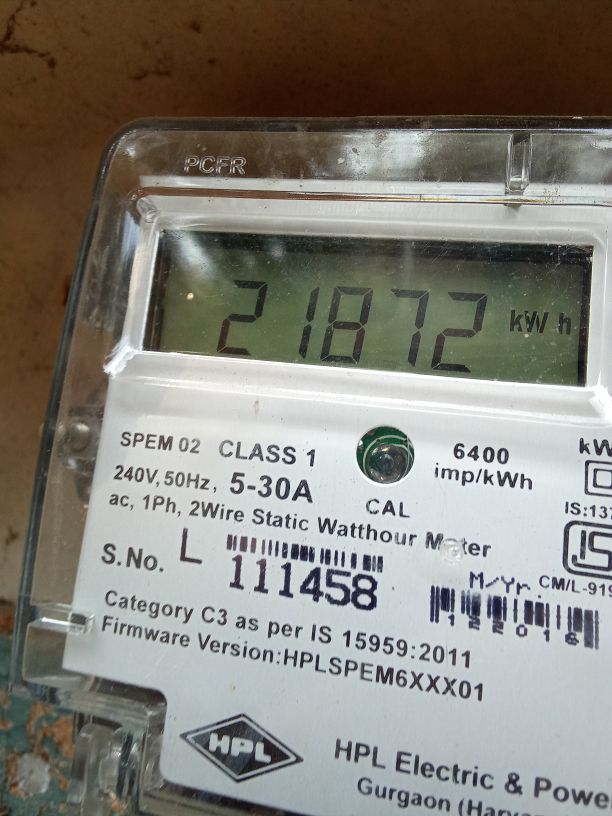 PCFR
21872 kWh
SPEM 02 CLASS 1
6400
imp/kWh
240V, 50Hz, 5-30A
CAL
ac, 1Ph, 2Wire Static Watthour Meter
S.No. L 111458
M/Yr.
Category C3 as per IS 15959:2011
Firmware Version:HPLSPEM6XXX01
HPL
HPL Electric &
Gurgaon